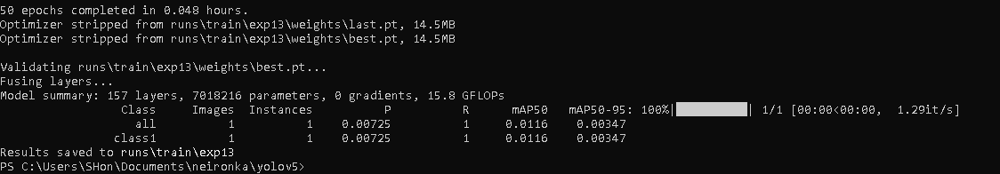 50 epochs completed in 0.048 hours.
Optimizer stripped from runs\train\exp13\weights\last.pt, 14.5MB
Optimizer stripped from runs\train\exp13\weights\best.pt, 14.5MB
Validating runs\train\exp13\weights\best.pt...
Fusing layers...
Model summary: 157 layers, 7018216 parameters, 0 gradients, 15.8 GFLOPs
Class Images Instances P R mAP50 mAP50-95: 100%|██████████| 1/1 [00:00<00:00, 1.29it/s]
all 1 1 0.00725 1 0.0116 0.00347
class1 1 1 0.00725 1 0.0116 0.00347
Results saved to runs\train\exp13
PS C:\Users\SHon\Documents\neironka\yolov5>